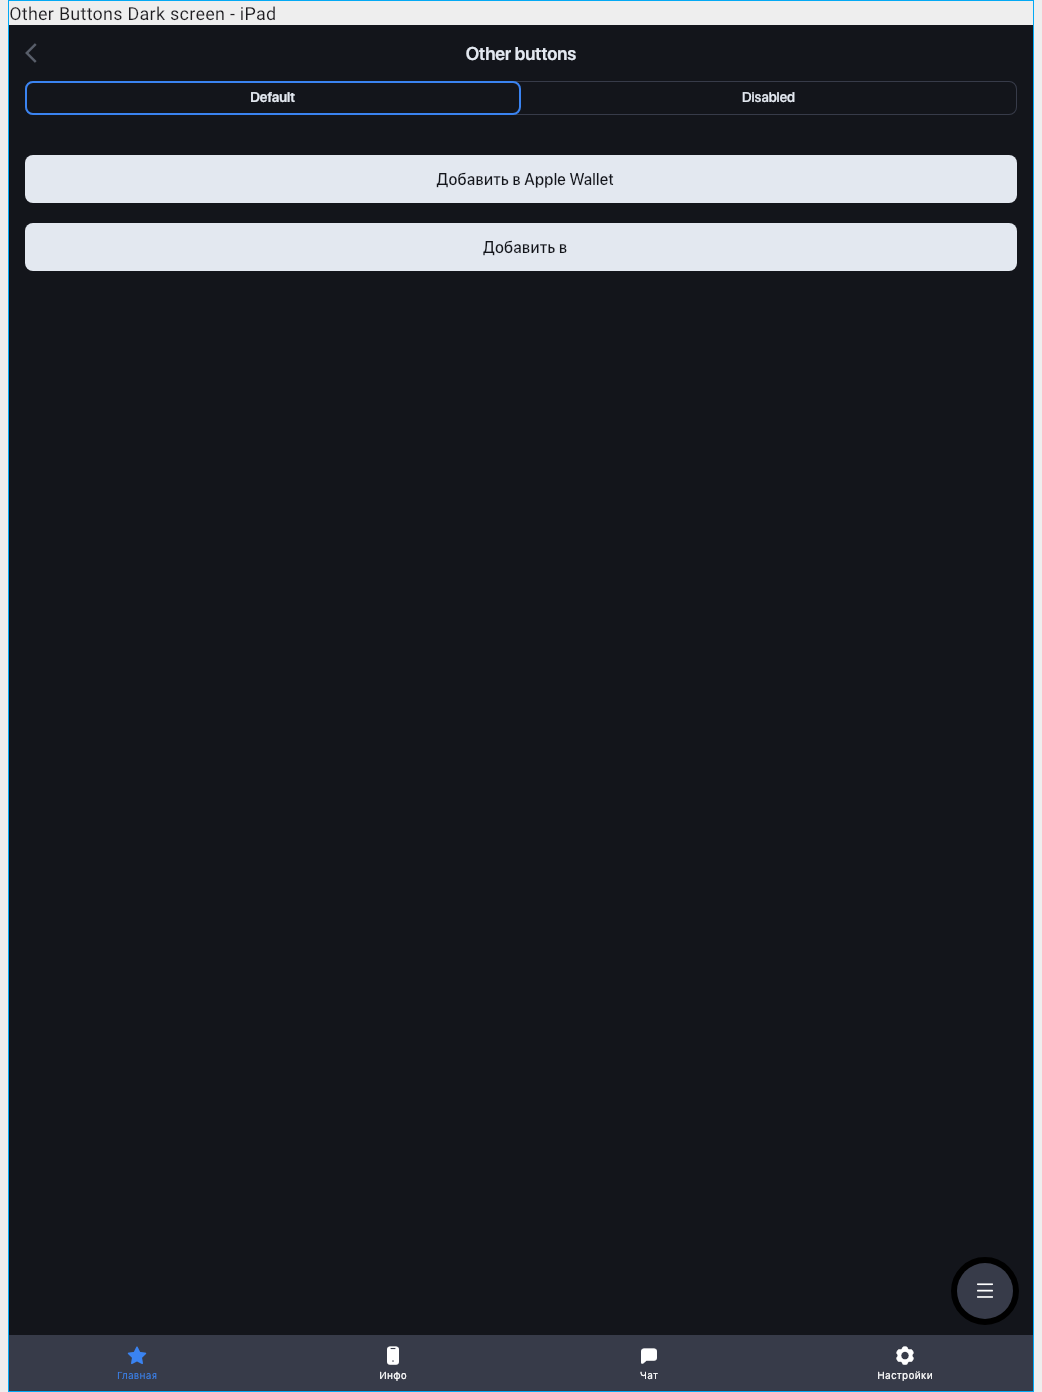 Other Buttons Dark screen - iPad
Other buttons
Default
Disabled
Добавить в Apple Wallet
Добавить в
Главная
Инфо
Чат
Настройки